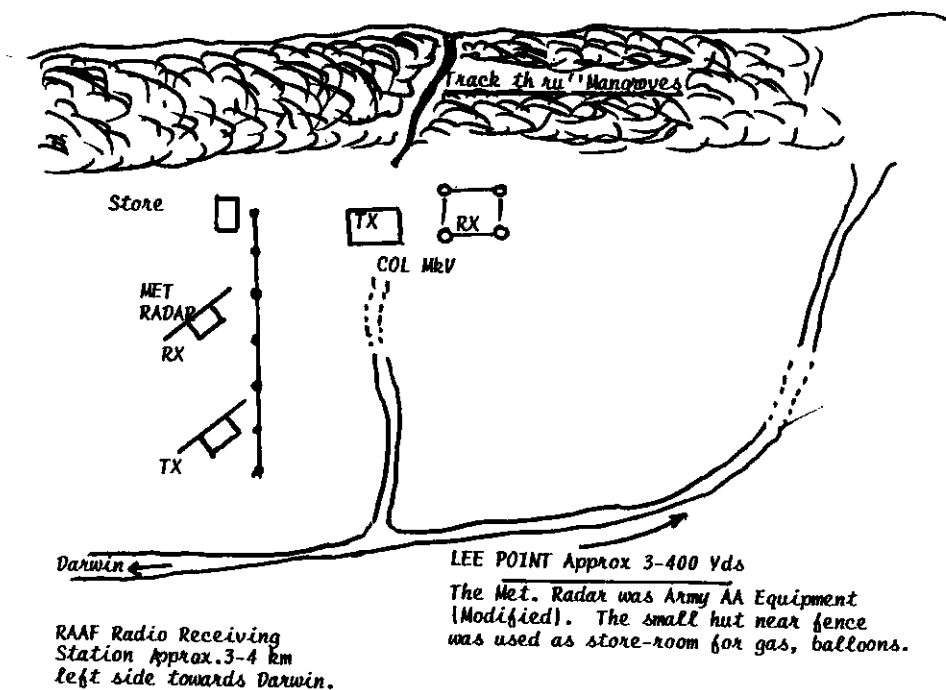 Track thru' Mangroves
Store
TX
RX
COL MkV
MET
RADAR
RX
TX
Darwin
LEE POINT Approx 3-400 Yds
The Met. Radar was Army AA Equipment
(Modified). The small hut near fence
was used as store-room for gas, balloons.
RAAF Radio Receiving
Station Approx.3-4 km
left side towards Darwin.